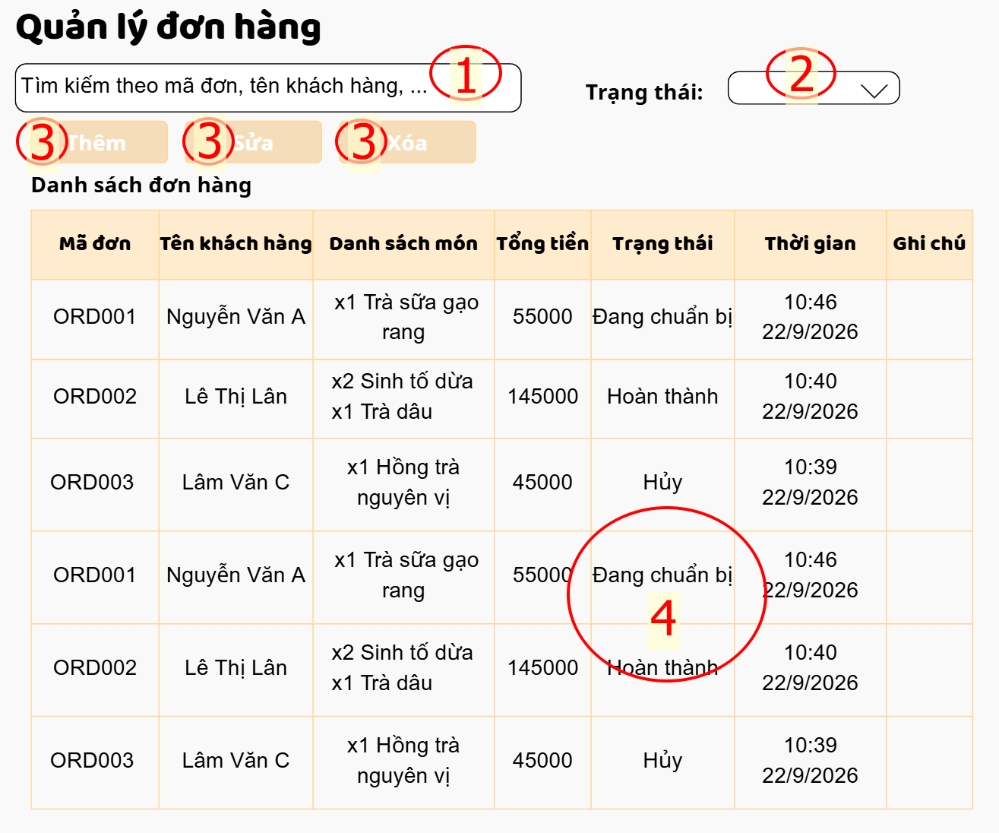 Quản lý đơn hàng
Tìm kiếm theo mã đơn, tên khách hàng, ... 1
Trạng thái: 2
3 Thêm 3 Sửa 3 Xóa
Danh sách đơn hàng
Mã đơn Tên khách hàng Danh sách món Tổng tiền Trạng thái Thời gian Ghi chú
ORD001 Nguyễn Văn A x1 Trà sữa gạo rang 55000 Đang chuẩn bị 10:46 22/9/2026
ORD002 Lê Thị Lân x2 Sinh tố dừa x1 Trà dâu 145000 Hoàn thành 10:40 22/9/2026
ORD003 Lâm Văn C x1 Hồng trà nguyên vị 45000 Hủy 10:39 22/9/2026
ORD001 Nguyễn Văn A x1 Trà sữa gạo rang 55000 Đang chuẩn bị 10:46 22/9/2026
4
ORD002 Lê Thị Lân x2 Sinh tố dừa x1 Trà dâu 145000 Hoàn thành 10:40 22/9/2026
ORD003 Lâm Văn C x1 Hồng trà nguyên vị 45000 Hủy 10:39 22/9/2026